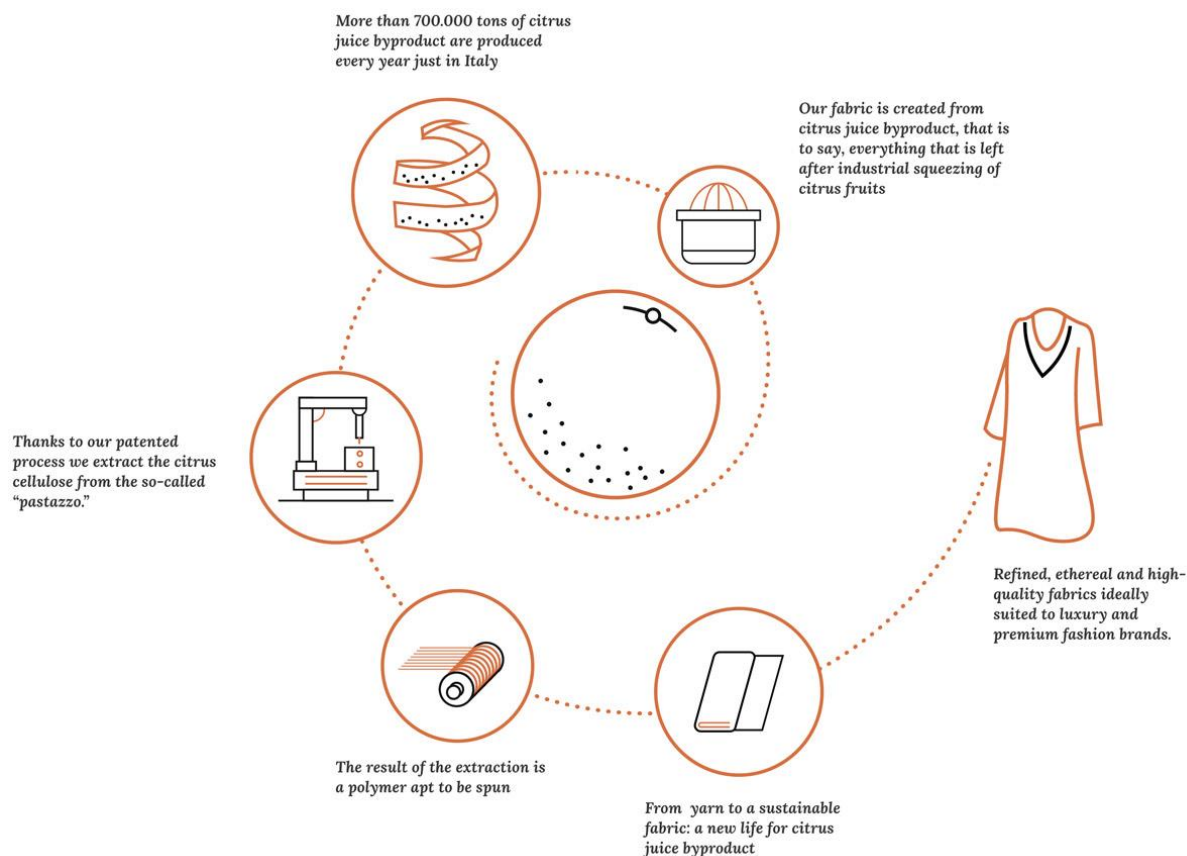 More than 700.000 tons of citrus
juice byproduct are produced
every year just in Italy
Our fabric is created from
citrus juice byproduct, that is
to say, everything that is left
after industrial squeezing of
citrus fruits
Thanks to our patented
process we extract the citrus
cellulose from the so-called
“pastazzo.”
The result of the extraction is
a polymer apt to be spun
From yarn to a sustainable
fabric: a new life for citrus
juice byproduct
Refined, ethereal and high-
quality fabrics ideally
suited to luxury and
premium fashion brands.